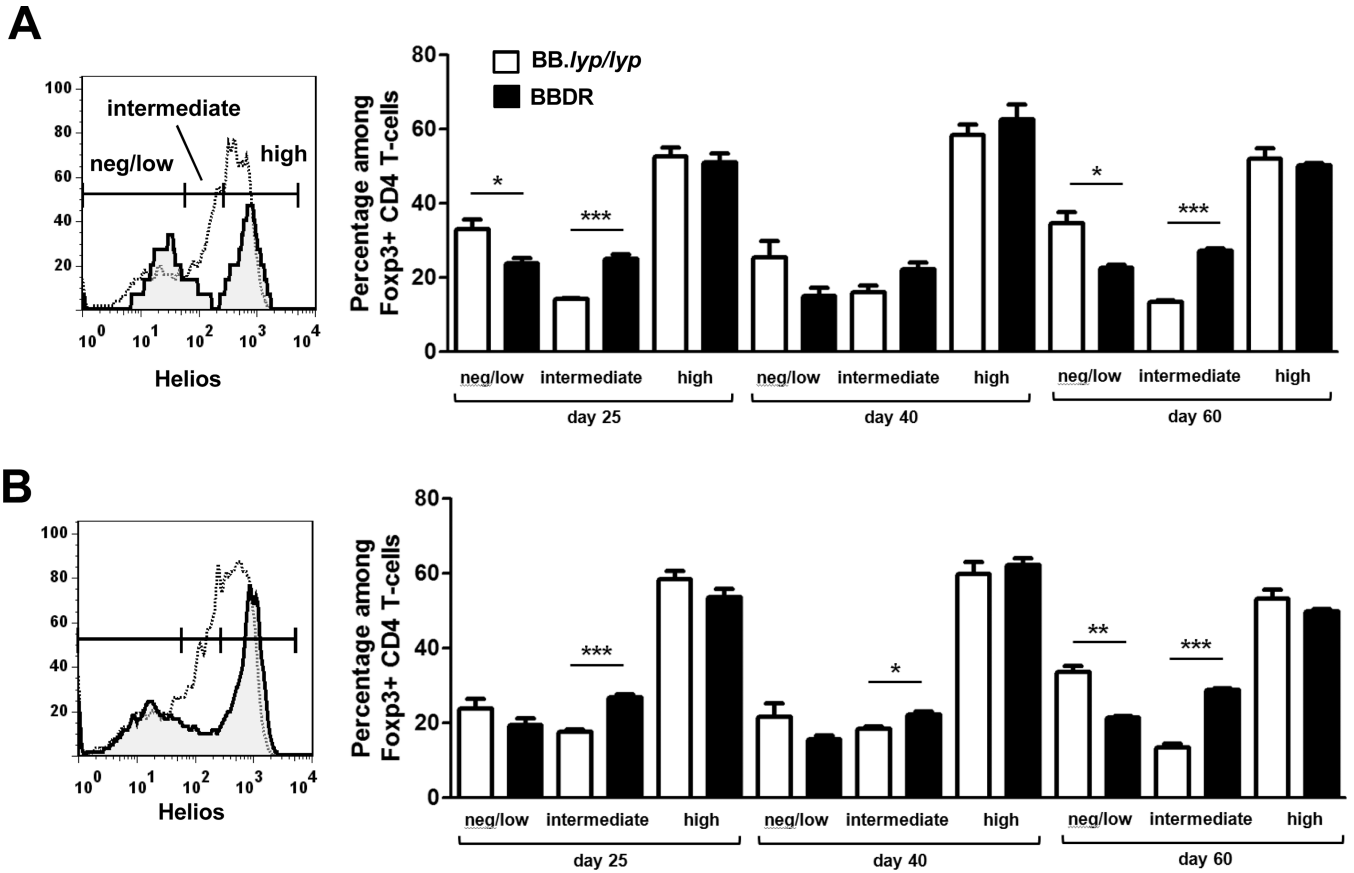 A
100
80
60
40
20
intermediate
neg/low
high
10^0 10^1 10^2 10^3 10^4
Helios
Percentage among
Foxp3+ CD4 T-cells
80
60
40
20
0
BB.lyp/lyp
BBDR
*
***
*
***
neg/low intermediate high neg/low intermediate high neg/low intermediate high
day 25 day 40 day 60
B
100
80
60
40
20
10^0 10^1 10^2 10^3 10^4
Helios
Percentage among
Foxp3+ CD4 T-cells
80
60
40
20
0
***
*
**
***
neg/low intermediate high neg/low intermediate high neg/low intermediate high
day 25 day 40 day 60